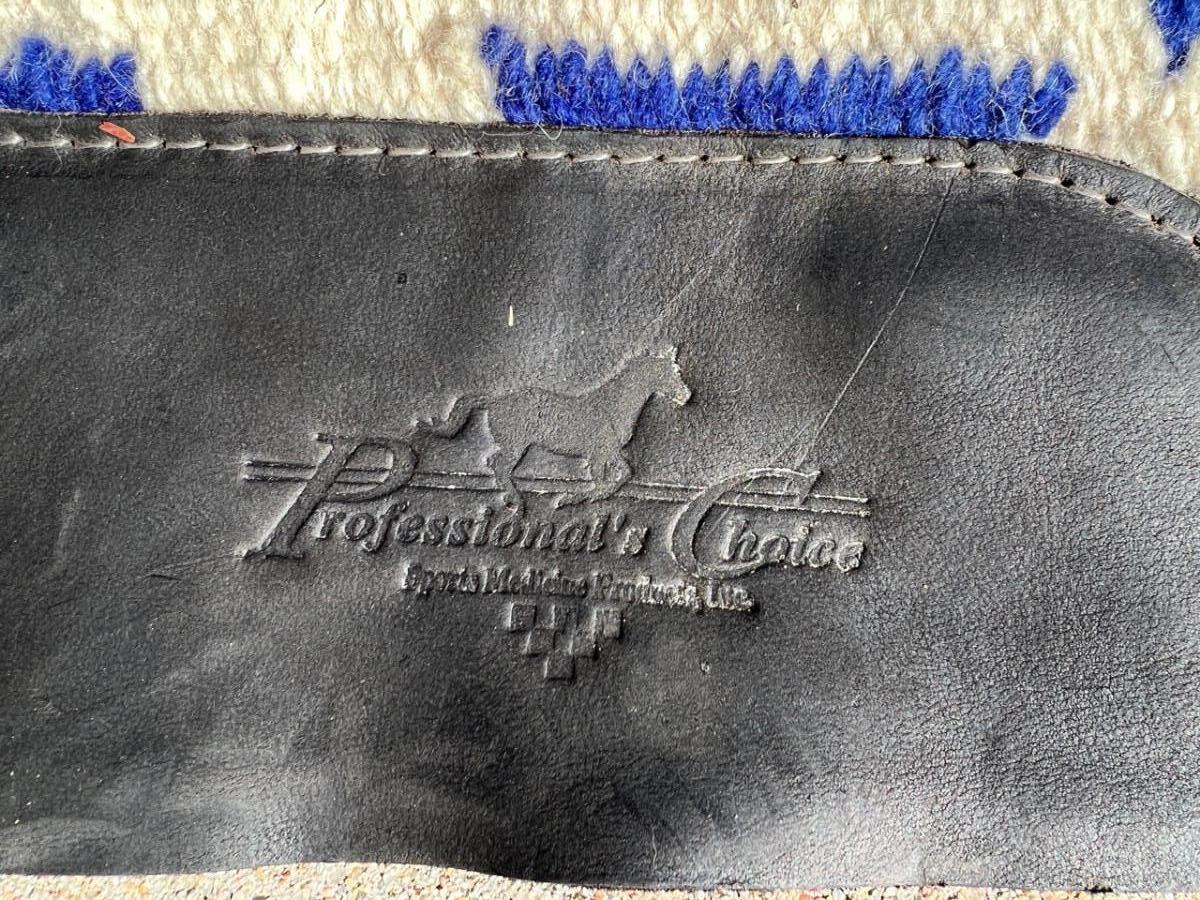 Professional's Choice
Sports Medicine Products, Inc.